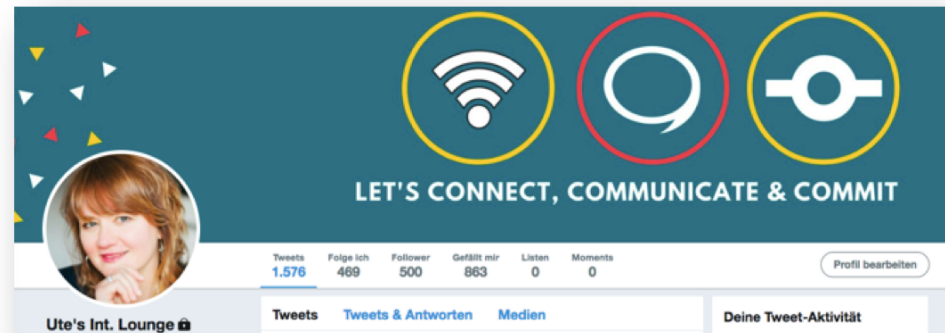 LET'S CONNECT, COMMUNICATE & COMMIT
Tweets Folge ich Follower Gefällt mir Listen Moments
1.576 469 500 863 0 0
Profil bearbeiten
Ute's Int. Lounge
Tweets Tweets & Antworten Medien
Deine Tweet-Aktivität